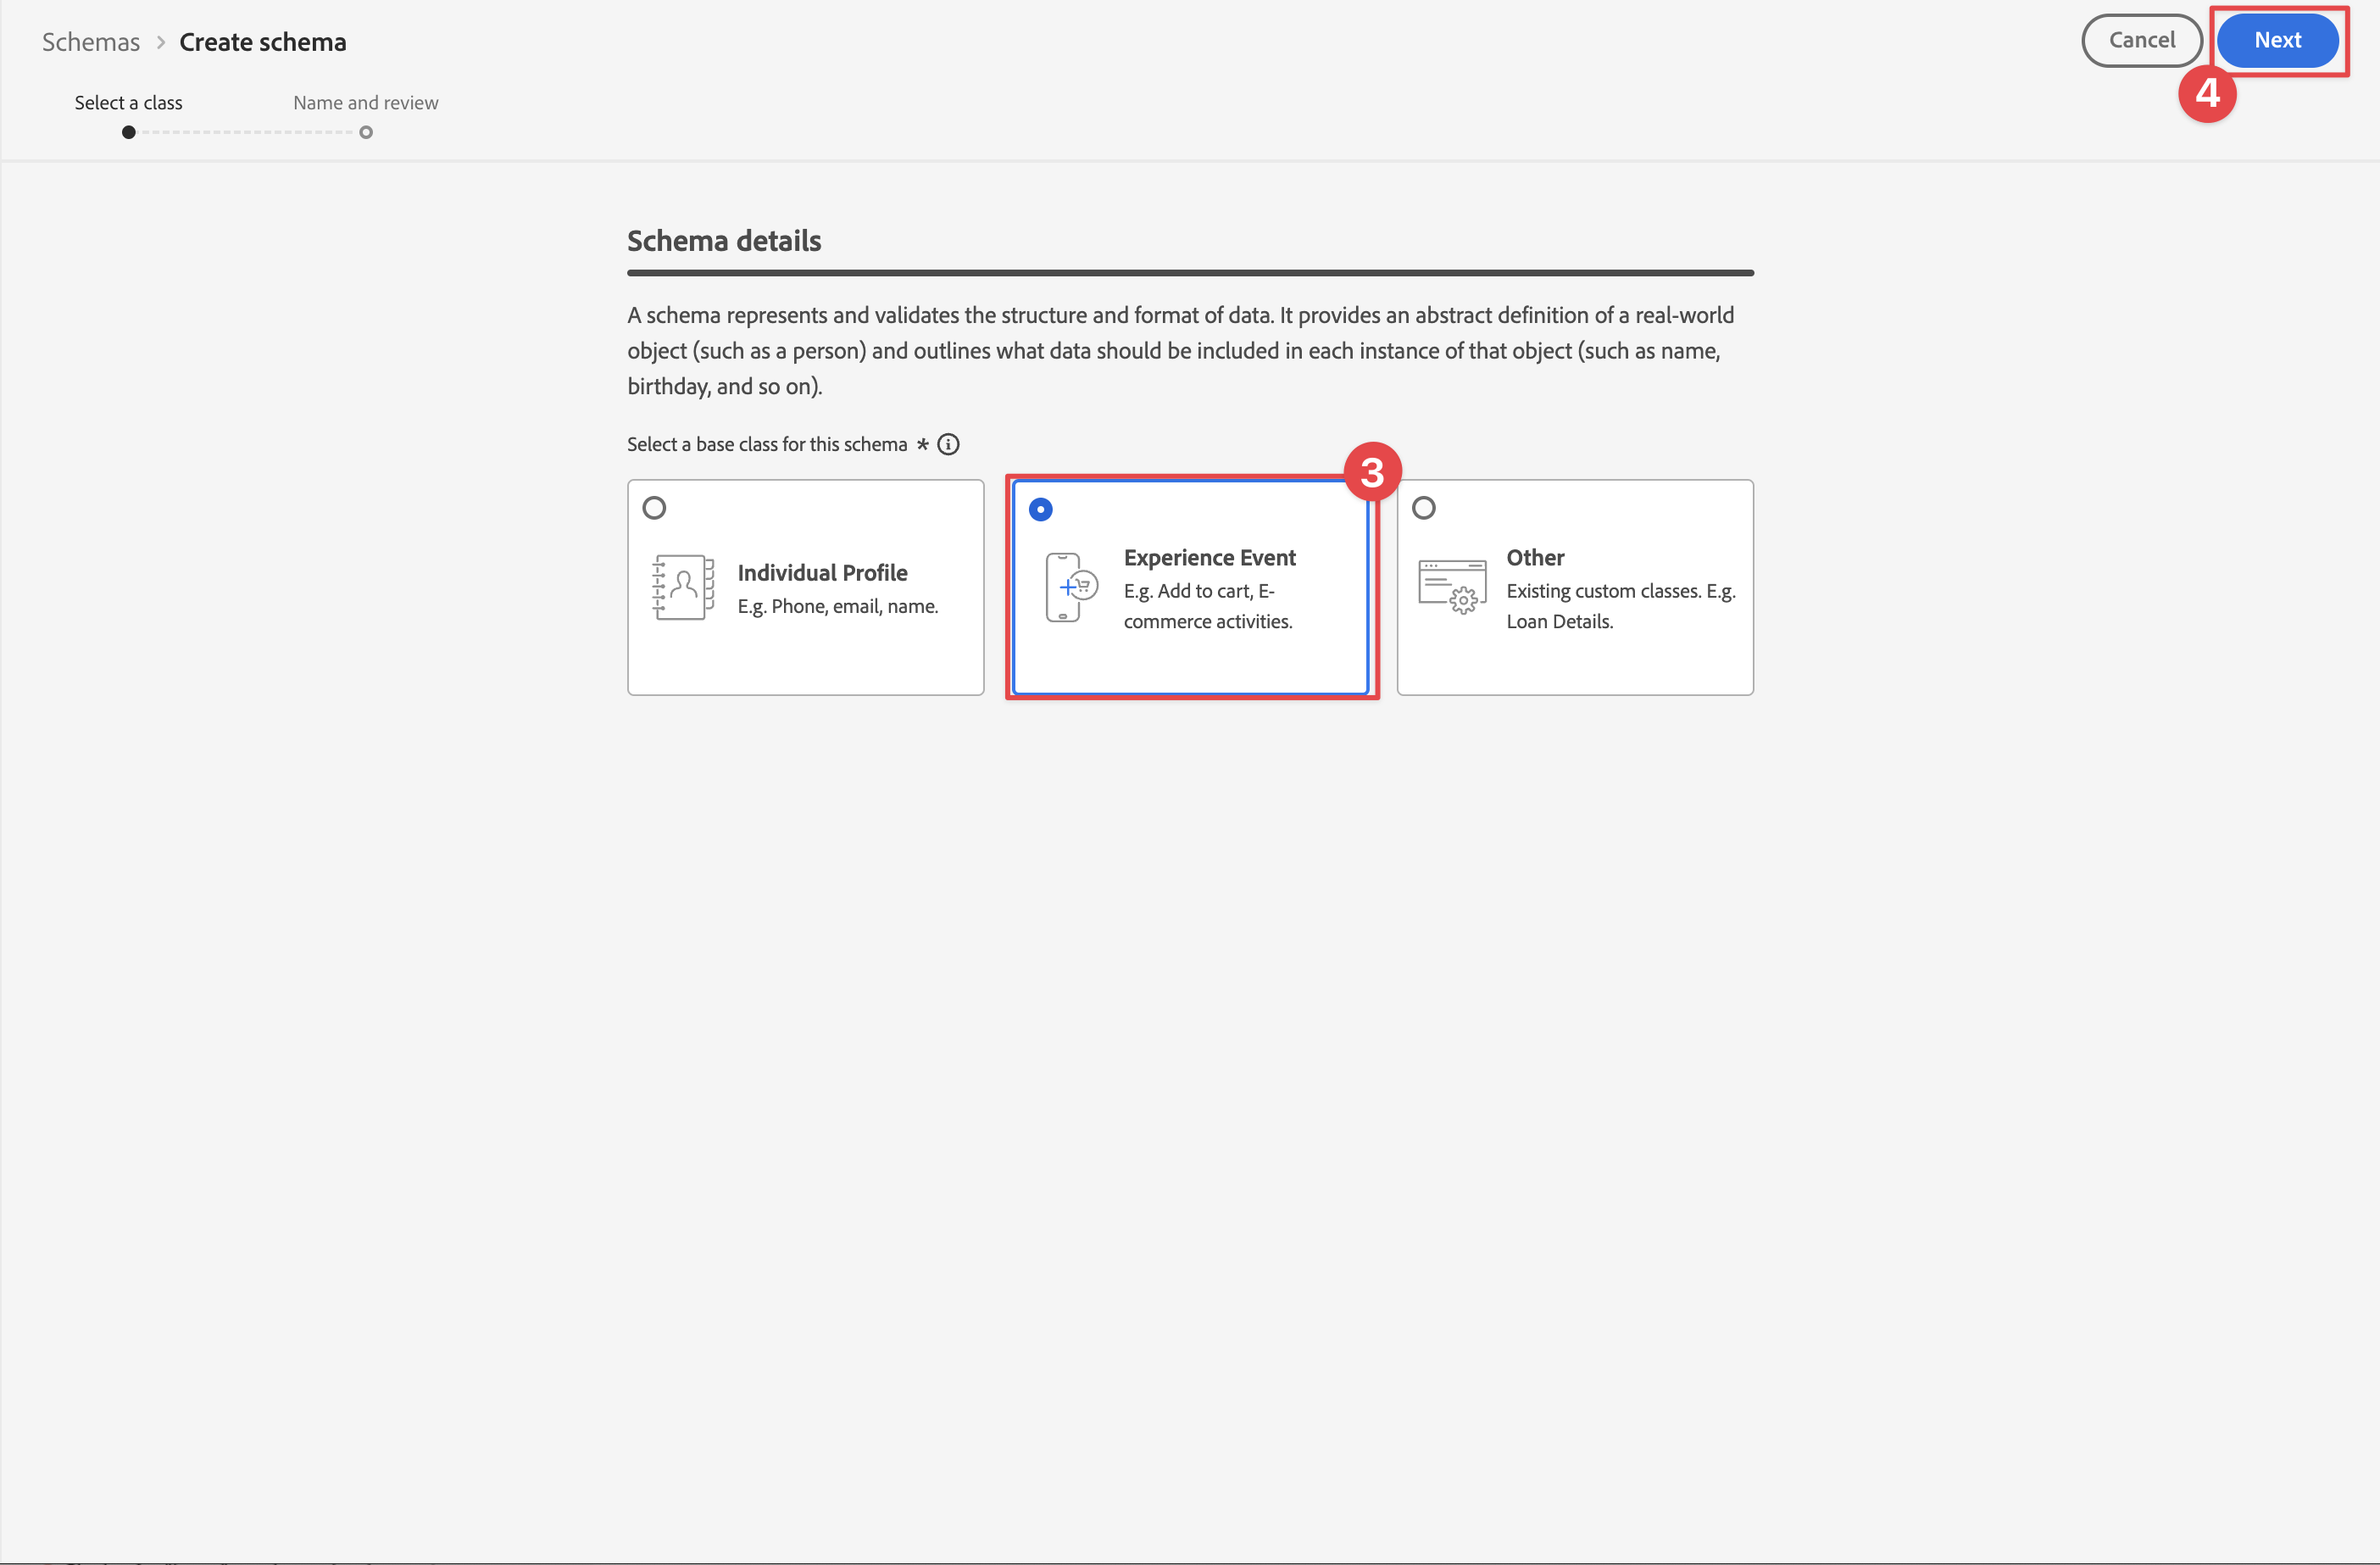 Schemas > Create schema
Cancel
Next
4
Select a class
Name and review
Schema details
A schema represents and validates the structure and format of data. It provides an abstract definition of a real-world
object (such as a person) and outlines what data should be included in each instance of that object (such as name,
birthday, and so on).
Select a base class for this schema *
3
Individual Profile
E.g. Phone, email, name.
Experience Event
E.g. Add to cart, E-
commerce activities.
Other
Existing custom classes. E.g.
Loan Details.